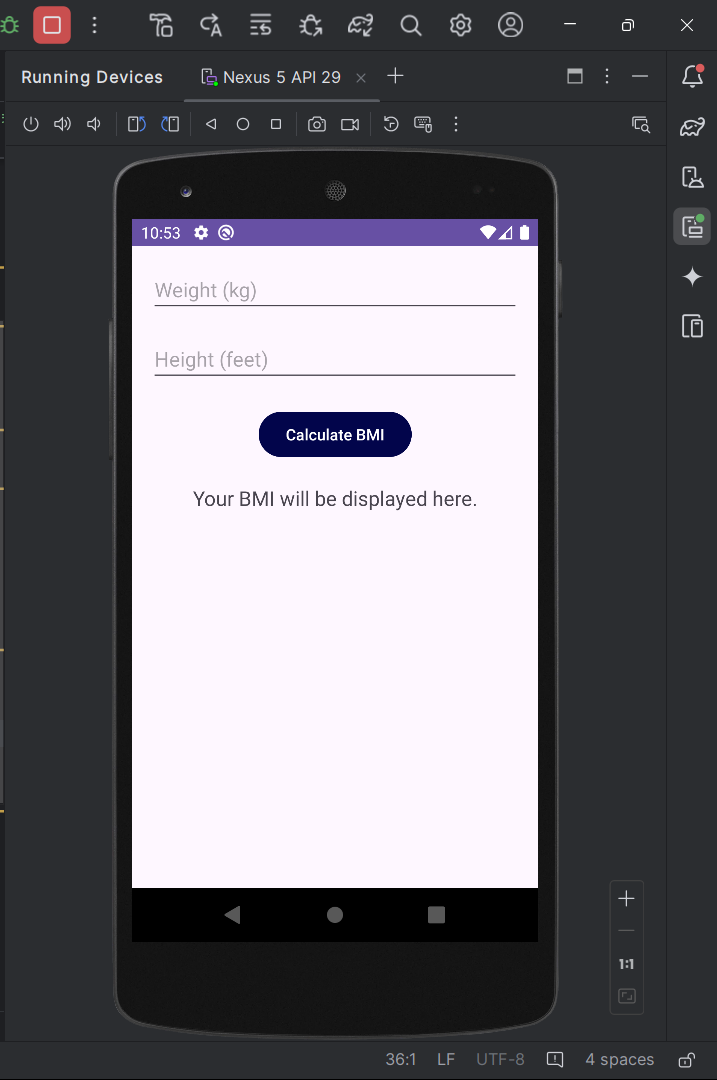 Running Devices
Nexus 5 API 29
10:53
Weight (kg)
Height (feet)
Calculate BMI
Your BMI will be displayed here.
1:1
36:1 LF UTF-8 4 spaces